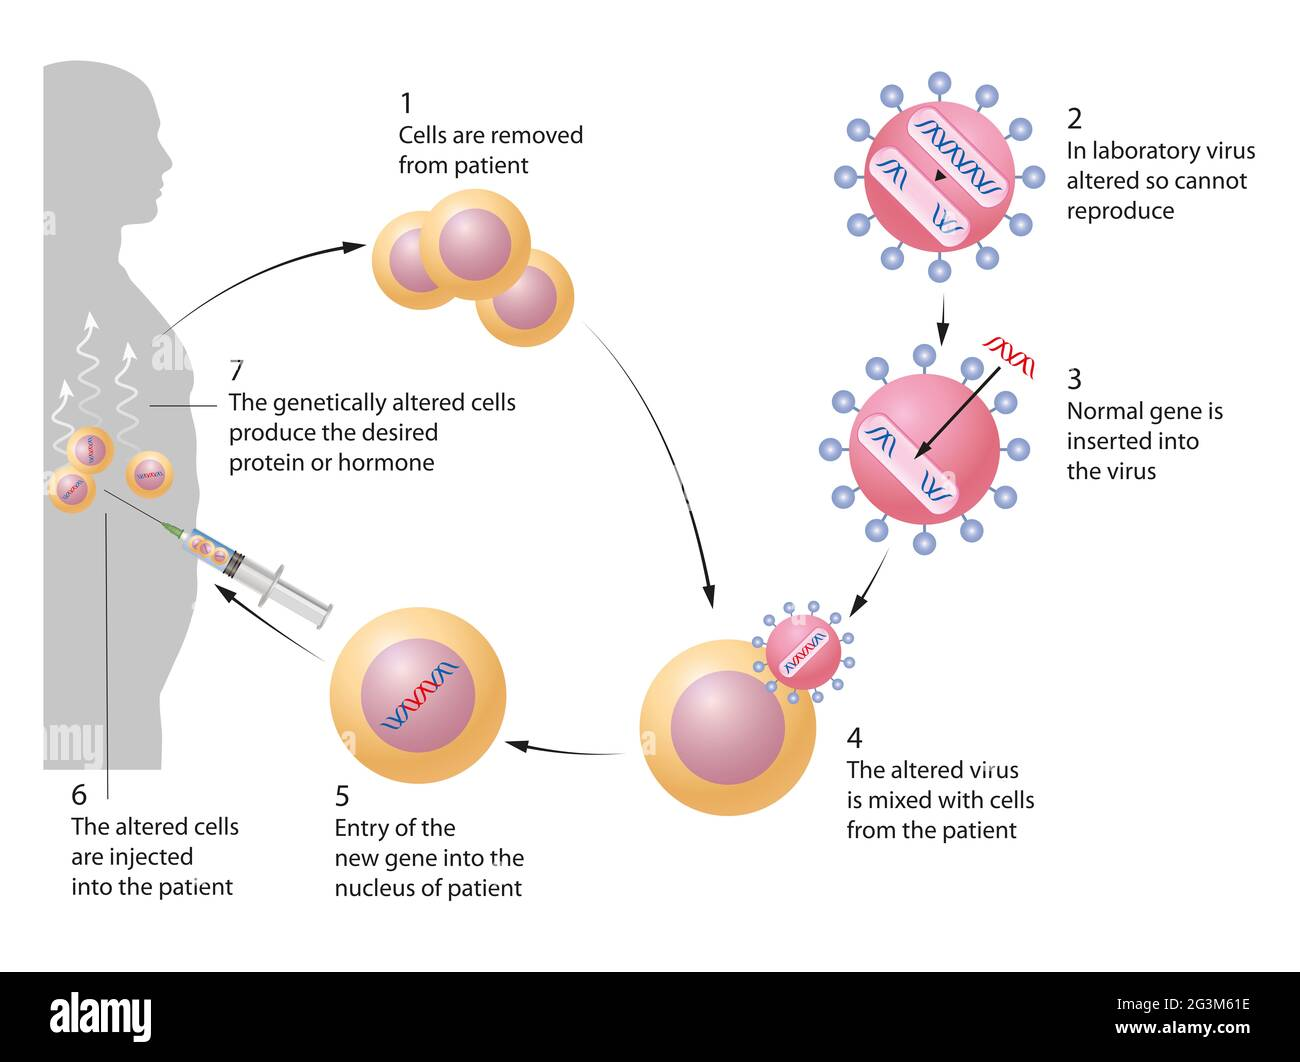 1
Cells are removed
from patient
2
In laboratory virus
altered so cannot
reproduce
3
Normal gene is
inserted into
the virus
4
The altered virus
is mixed with cells
from the patient
5
Entry of the
new gene into the
nucleus of patient
6
The altered cells
are injected
into the patient
7
The genetically altered cells
produce the desired
protein or hormone
alamy
Image ID: 2G3M61E
www.alamy.com